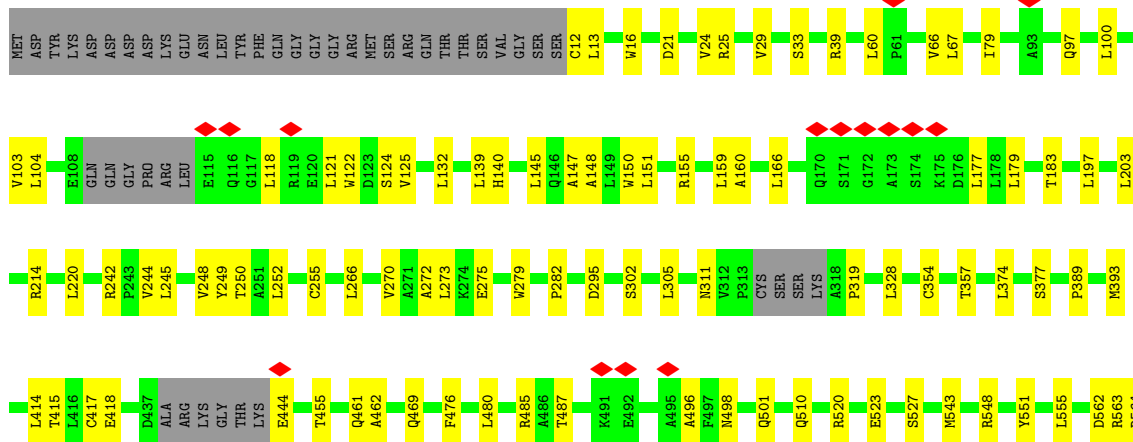 MET ASP TYR LYS ASP ASP ASP ASP LYS GLU ASN LEU TYR PHE GLN GLY GLY GLY ARG MET SER ARG GLN THR THR SER VAL GLY SER SER C12 L13 W16 D21 V24 R25 V29 S33 R39 L60 P61 V66 L67 I79 A93 Q97 L100
V103 L104 E108 GLN GLN GLY PRO ARG LEU E115 Q116 G117 L118 R119 E120 L121 W122 D123 S124 V125 L132 L139 H140 L145 Q146 A147 A148 L149 W150 L151 R155 L159 A160 L166 Q170 S171 G172 A173 S174 K175 D176 L177 L178 L179 T183 L197 L203
R214 L220 R242 P243 V244 L245 V248 Y249 T250 A251 L252 C255 L266 V270 A271 A272 L273 K274 E275 W279 P282 D295 S302 L305 N311 V312 P313 CYS SER SER LYS A318 P319 L328 C354 T357 L374 S377 P389 M393
L414 T415 L416 C417 E418 D437 ALA ARG LYS GLY THR LYS E444 T455 Q461 A462 Q469 F476 L480 R485 A486 T487 K491 E492 A495 A496 F497 N498 Q501 Q510 R520 E523 S527 M543 R548 Y551 L555 D562 R563